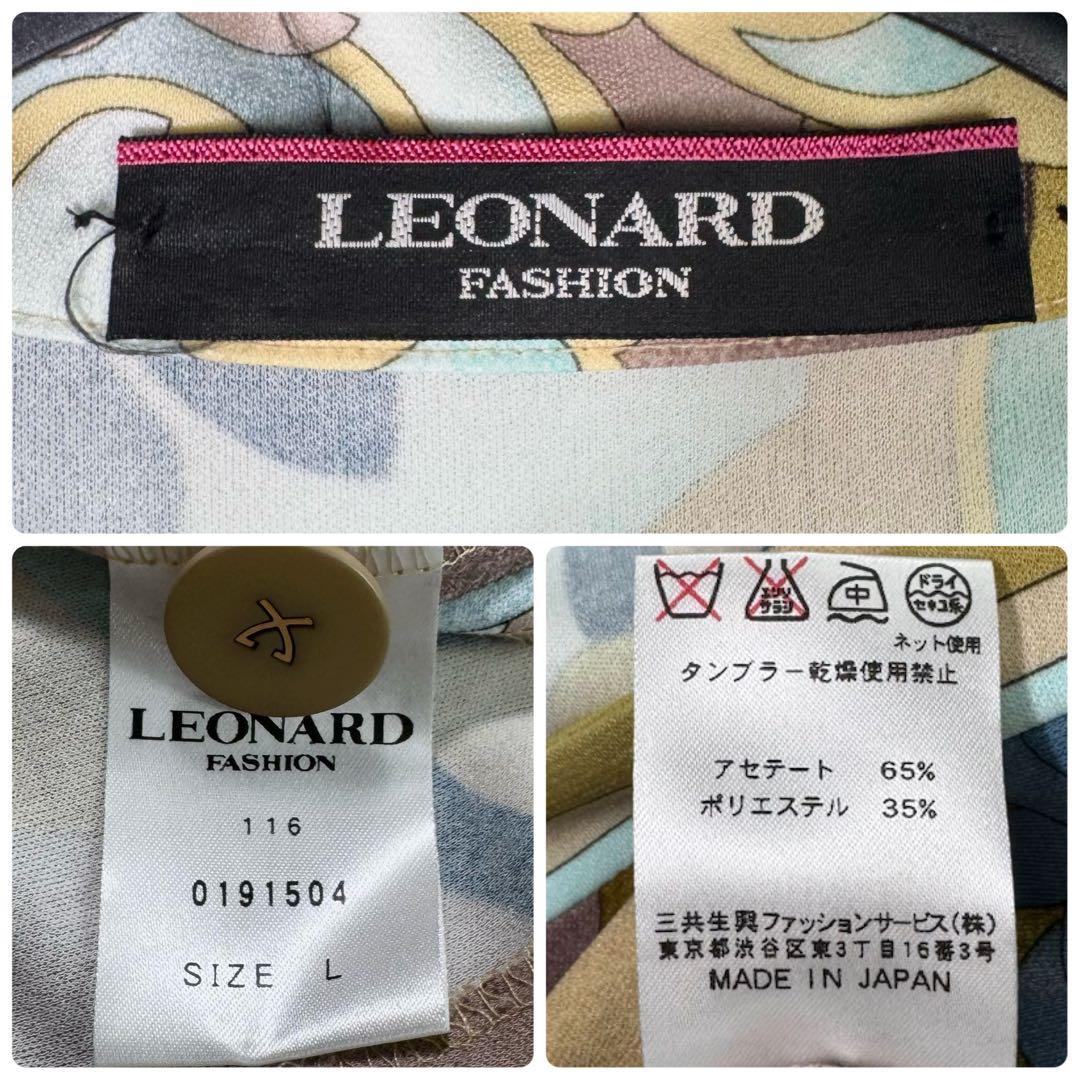 LEONARD
FASHION
LEONARD
FASHION
116
0191504
SIZE L
エンソ
サラシ
中
ドライ
セキユ系
ネット使用
タンブラー乾燥使用禁止
アセテート 65%
ポリエステル 35%
三共生興ファッションサービス(株)
東京都渋谷区東3丁目16番3号
MADE IN JAPAN